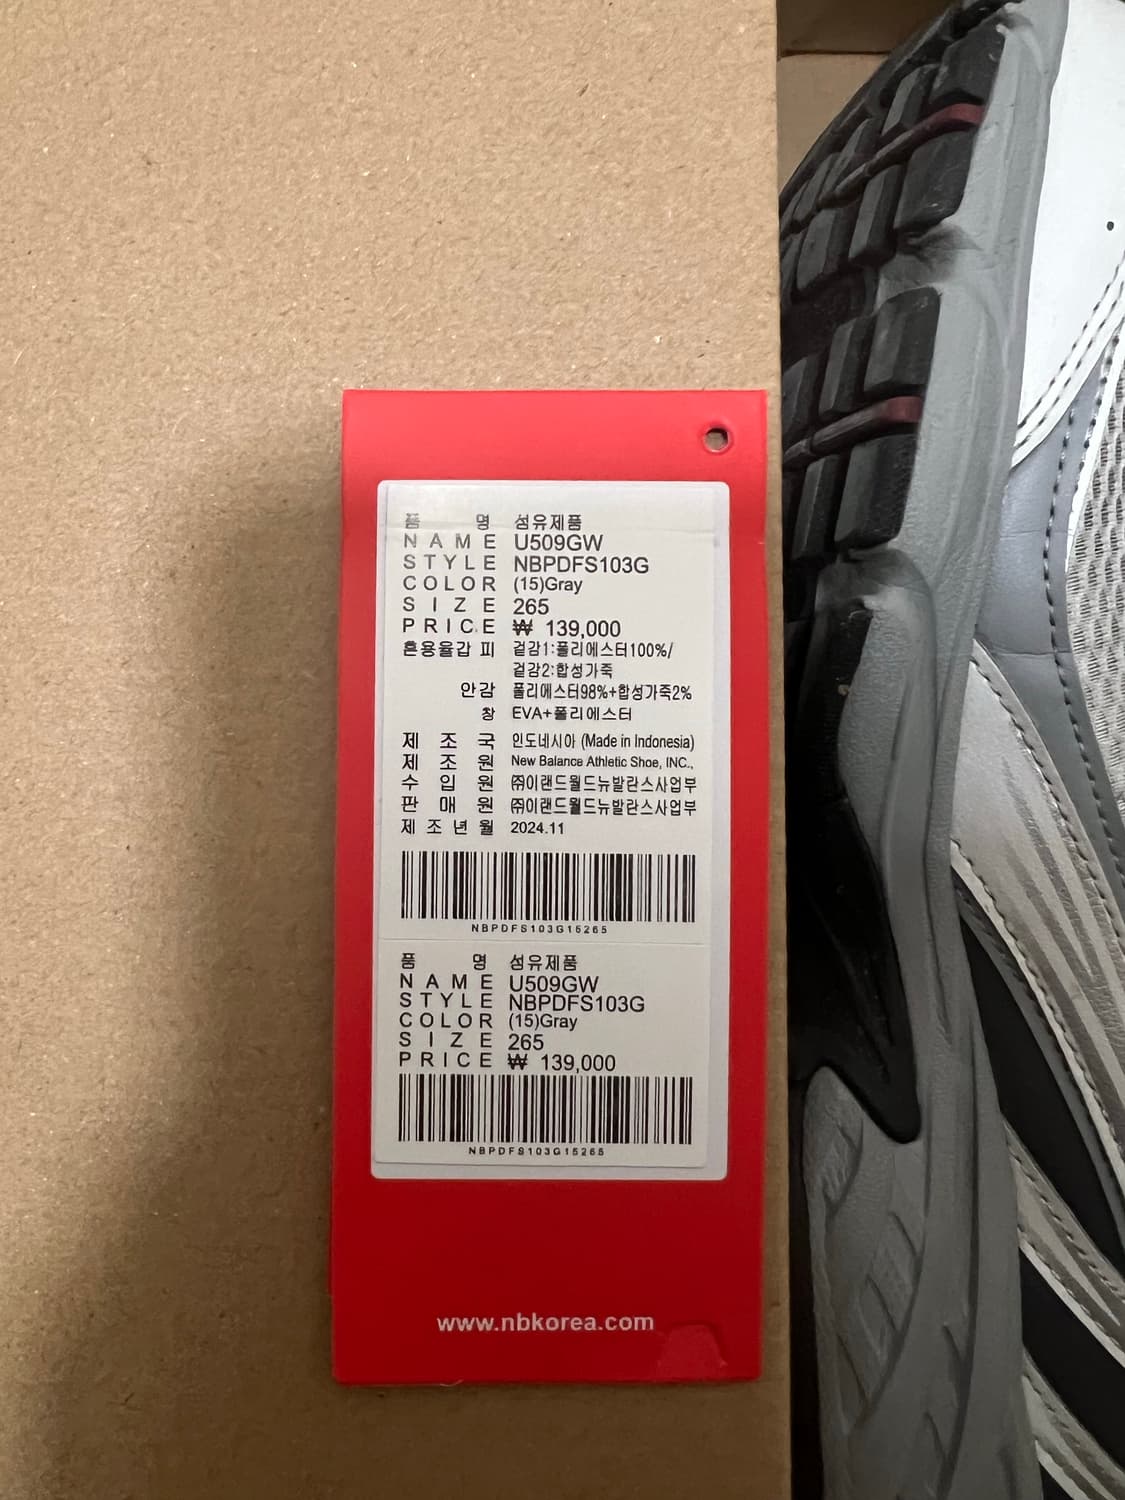 품 명 섬유제품
NAME U509GW
STYLE NBPDFS103G
COLOR (15)Gray
SIZE 265
PRICE ₩ 139,000
혼용율겉 피 겉감1:폴리에스터100%/
겉감2:합성가죽
안감 폴리에스터98%+합성가죽2%
창 EVA+폴리에스터
제 조 국 인도네시아 (Made in Indonesia)
제 조 원 New Balance Athletic Shoe, INC.,
수 입 원 ㈜이랜드월드뉴발란스사업부
판 매 원 ㈜이랜드월드뉴발란스사업부
제 조 년 월 2024.11
NBPDFS103G15265
품 명 섬유제품
NAME U509GW
STYLE NBPDFS103G
COLOR (15)Gray
SIZE 265
PRICE ₩ 139,000
NBPDFS103G15265
www.nbkorea.com